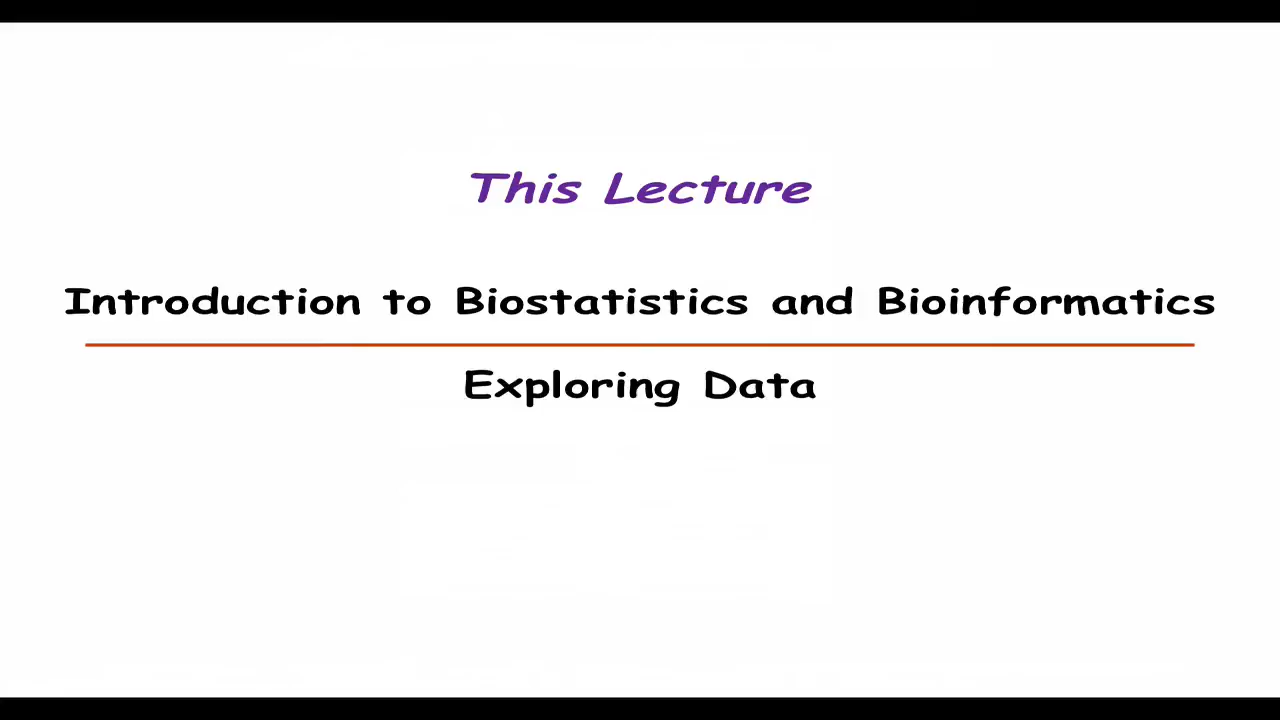 This Lecture
Introduction to Biostatistics and Bioinformatics
Exploring Data